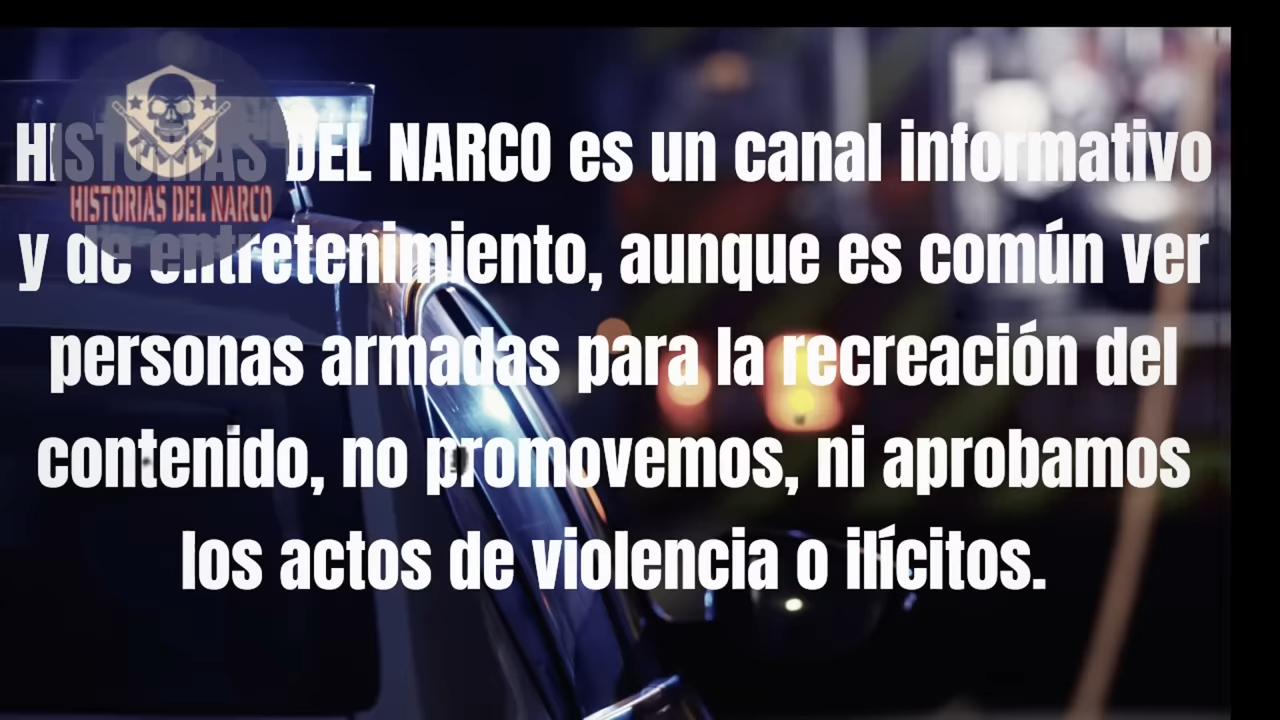 HISTORIAS DEL NARCO es un canal informativo
HISTORIAS DEL NARCO
y de entretenimiento, aunque es común ver
personas armadas para la recreación del
contenido, no promovemos, ni aprobamos
los actos de violencia o ilícitos.